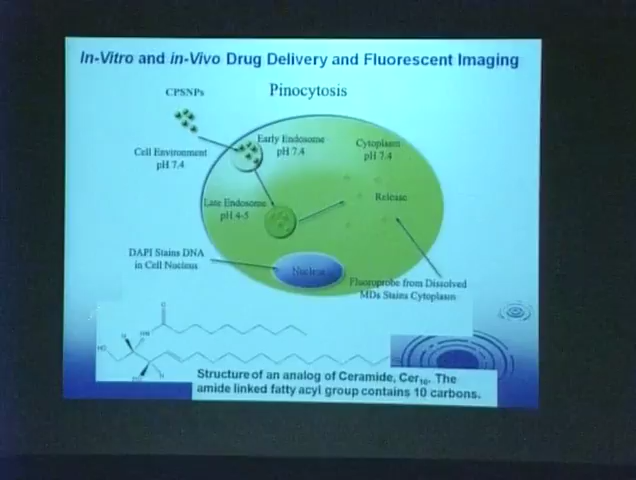 In-Vitro and in-Vivo Drug Delivery and Fluorescent Imaging
Pinocytosis
CPSNPs
Cell Environment
pH 7.4
Early Endosome
pH 7.4
Cytoplasm
pH 7.4
Late Endosome
pH 4-5
Release
DAPI Stains DNA
in Cell Nucleus
Nucleus
Fluoroprobe from Dissolved
MDs Stains Cytoplasm
O
H
HN
HO
H
HO
Structure of an analog of Ceramide, Cer₁₀. The
amide linked fatty acyl group contains 10 carbons.